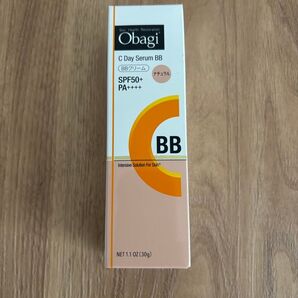 Skin Health Restoration
Obagi
C Day Serum BB
BBクリーム
ナチュラル
SPF50+
PA++++
BB
Intensive Solution For Skin*
NET 1.1 OZ (30g)